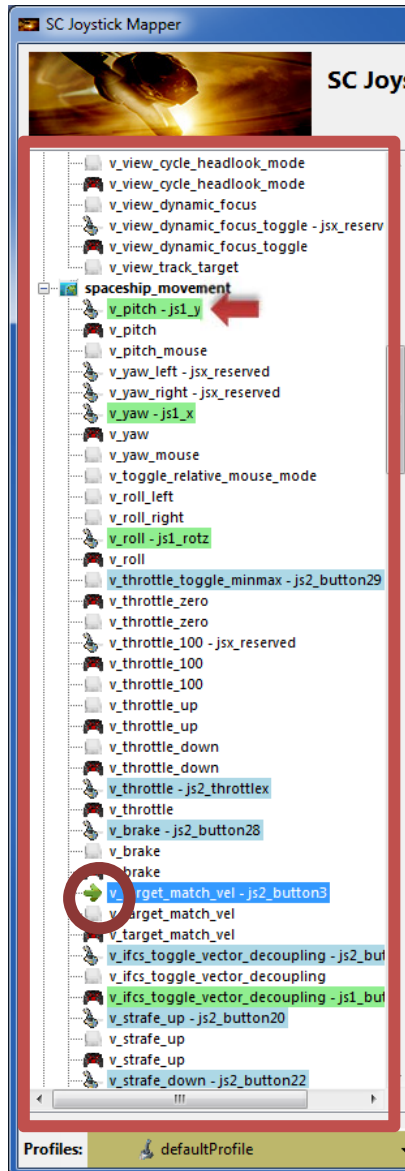 SC Joystick Mapper
SC Joy
v_view_cycle_headlook_mode
v_view_cycle_headlook_mode
v_view_dynamic_focus
v_view_dynamic_focus_toggle - jsx_reserv
v_view_dynamic_focus_toggle
v_view_track_target
spaceship_movement
v_pitch - js1_y
v_pitch
v_pitch_mouse
v_yaw_left - jsx_reserved
v_yaw_right - jsx_reserved
v_yaw - js1_x
v_yaw
v_yaw_mouse
v_toggle_relative_mouse_mode
v_roll_left
v_roll_right
v_roll - js1_rotz
v_roll
v_throttle_toggle_minmax - js2_button29
v_throttle_zero
v_throttle_zero
v_throttle_100 - jsx_reserved
v_throttle_100
v_throttle_100
v_throttle_up
v_throttle_up
v_throttle_down
v_throttle_down
v_throttle - js2_throttlex
v_throttle
v_brake - js2_button28
v_brake
v_brake
v_target_match_vel - js2_button3
v_target_match_vel
v_target_match_vel
v_ifcs_toggle_vector_decoupling - js2_but
v_ifcs_toggle_vector_decoupling
v_ifcs_toggle_vector_decoupling - js1_but
v_strafe_up - js2_button20
v_strafe_up
v_strafe_up
v_strafe_down - js2_button22
Profiles: defaultProfile